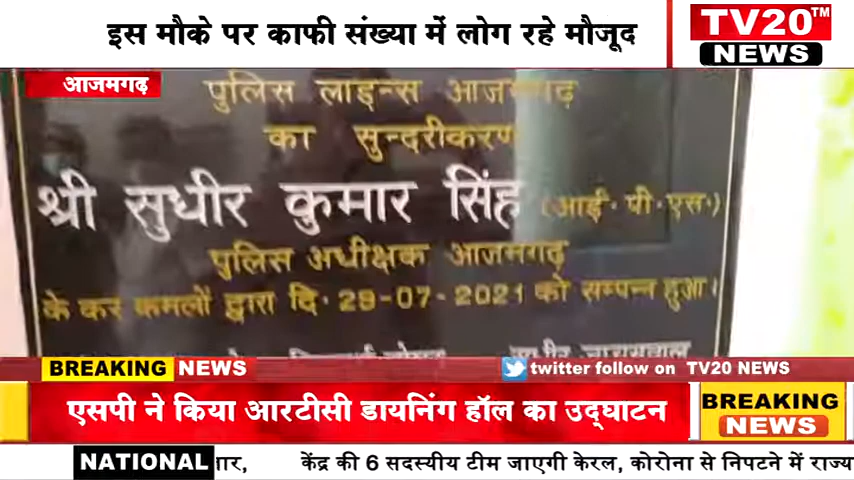 इस मौके पर काफी संख्या में लोग रहे मौजूद
TV20™
NEWS
आजमगढ़
पुलिस लाइन्स आजमगढ़
का सुन्दरीकरण
श्री सुधीर कुमार सिंह (आई·पी·एस·)
पुलिस अधीक्षक आजमगढ़
के कर कमलों द्वारा दि· 29-07-2021 को सम्पन्न हुआ।
BREAKING NEWS
twitter follow on TV20 NEWS
एसपी ने किया आरटीसी डायनिंग हॉल का उद्घाटन
BREAKING
NEWS
NATIONAL
केंद्र की 6 सदस्यीय टीम जाएगी केरल, कोरोना से निपटने में राज्य